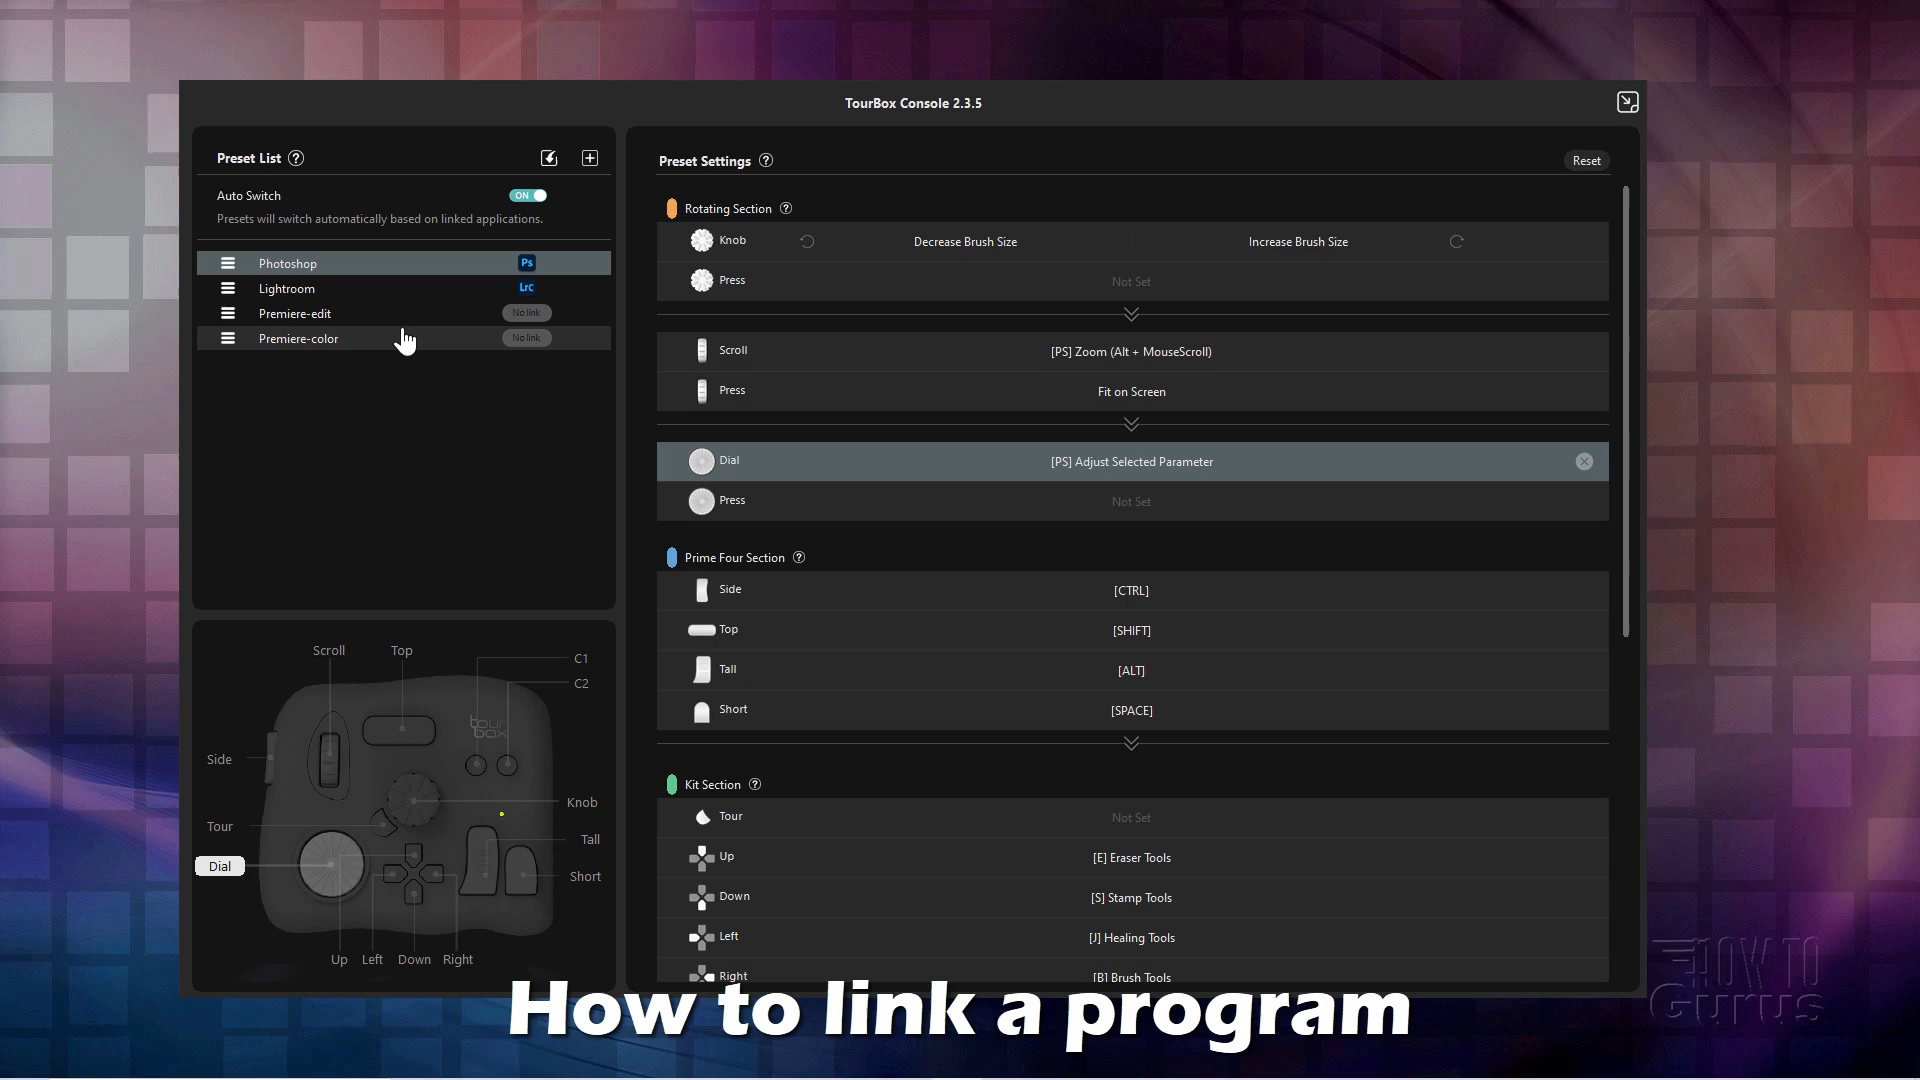 TourBox Console 2.3.5
Preset List
Auto Switch
ON
Presets will switch automatically based on linked applications.
Photoshop
Ps
Lightroom
Lrc
Premiere-edit
No link
Premiere-color
No link
Scroll
Top
C1
C2
tour
box
Side
Knob
Tour
Tall
Dial
Short
Up
Left
Down
Right
Preset Settings
Reset
Rotating Section
Knob
Decrease Brush Size
Increase Brush Size
Press
Not Set
Scroll
[PS] Zoom (Alt + MouseScroll)
Press
Fit on Screen
Dial
[PS] Adjust Selected Parameter
Press
Not Set
Prime Four Section
Side
[CTRL]
Top
[SHIFT]
Tall
[ALT]
Short
[SPACE]
Kit Section
Tour
Not Set
Up
[E] Eraser Tools
Down
[S] Stamp Tools
Left
[J] Healing Tools
Right
[B] Brush Tools
How to link a program
HOW TO
Gurus